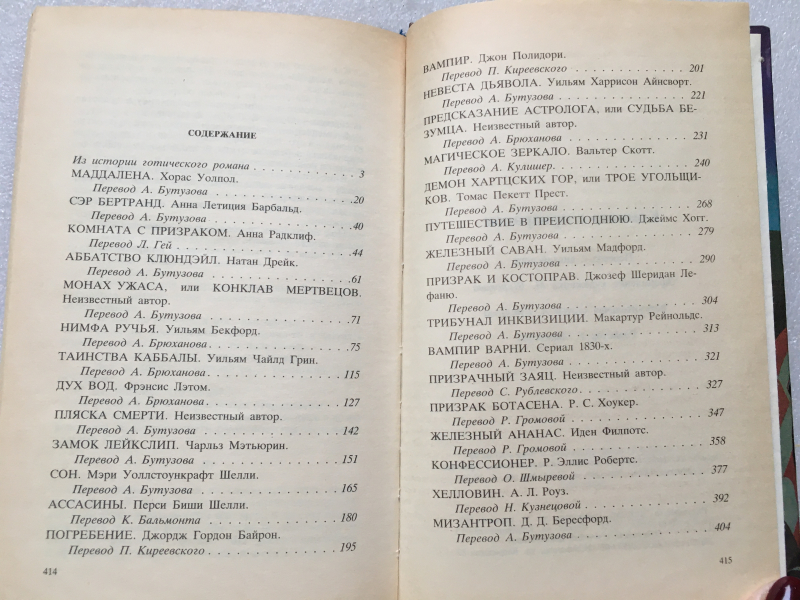 СОДЕРЖАНИЕ
Из истории готического романа . . . . . . . . . . . . 3
МАДДАЛЕНА. Хорас Уолпол.
Перевод А. Бутузова . . . . . . . . . . . . . . . 20
СЭР БЕРТРАНД. Анна Летиция Барбальд.
Перевод А. Бутузова . . . . . . . . . . . . . . . 40
КОМНАТА С ПРИЗРАКОМ. Анна Радклиф.
Перевод Л. Гей . . . . . . . . . . . . . . . . . . 44
АББАТСТВО КЛЮНДЭЙЛ. Натан Дрейк.
Перевод А. Бутузова . . . . . . . . . . . . . . . 61
МОНАХ УЖАСА, или КОНКЛАВ МЕРТВЕЦОВ.
Неизвестный автор.
Перевод А. Бутузова . . . . . . . . . . . . . . . 71
НИМФА РУЧЬЯ. Уильям Бекфорд.
Перевод А. Брюханова . . . . . . . . . . . . . . 75
ТАИНСТВА КАББАЛЫ. Уильям Чайлд Грин.
Перевод А. Брюханова . . . . . . . . . . . . . . 115
ДУХ ВОД. Фрэнсис Лэтом.
Перевод А. Брюханова . . . . . . . . . . . . . . 127
ПЛЯСКА СМЕРТИ. Неизвестный автор.
Перевод А. Бутузова . . . . . . . . . . . . . . . 142
ЗАМОК ЛЕЙКСЛИП. Чарльз Мэтьюрин.
Перевод А. Бутузова . . . . . . . . . . . . . . . 151
СОН. Мэри Уоллстоункрафт Шелли.
Перевод А. Бутузова . . . . . . . . . . . . . . . 165
АССАСИНЫ. Перси Биши Шелли.
Перевод К. Бальмонта . . . . . . . . . . . . . . 180
ПОГРЕБЕНИЕ. Джордж Гордон Байрон.
Перевод П. Киреевского . . . . . . . . . . . . . 195
414
ВАМПИР. Джон Полидори.
Перевод П. Киреевского . . . . . . . . . . . . . 201
НЕВЕСТА ДЬЯВОЛА. Уильям Харрисон Айнсворт.
Перевод А. Бутузова . . . . . . . . . . . . . . . 221
ПРЕДСКАЗАНИЕ АСТРОЛОГА, или СУДЬБА БЕ-
ЗУМЦА. Неизвестный автор.
Перевод А. Брюханова . . . . . . . . . . . . . . 231
МАГИЧЕСКОЕ ЗЕРКАЛО. Вальтер Скотт.
Перевод А. Кулишер. . . . . . . . . . . . . . . . 240
ДЕМОН ХАРТЦСКИХ ГОР, или ТРОЕ УГОЛЬЩИ-
КОВ. Томас Пекетт Прест.
Перевод А. Бутузова . . . . . . . . . . . . . . . 268
ПУТЕШЕСТВИЕ В ПРЕИСПОДНЮЮ. Джеймс Хогг.
Перевод А. Бутузова . . . . . . . . . . . . . . . 279
ЖЕЛЕЗНЫЙ САВАН. Уильям Мадфорд.
Перевод А. Бутузова . . . . . . . . . . . . . . . 290
ПРИЗРАК И КОСТОПРАВ. Джозеф Шеридан Ле-
фаню.
Перевод А. Бутузова . . . . . . . . . . . . . . . 304
ТРИБУНАЛ ИНКВИЗИЦИИ. Макартур Рейнольдс.
Перевод А. Бутузова . . . . . . . . . . . . . . . 313
ВАМПИР ВАРНИ. Сериал 1830-х.
Перевод А. Бутузова . . . . . . . . . . . . . . . 321
ПРИЗРАЧНЫЙ ЗАЯЦ. Неизвестный автор.
Перевод С. Рублевского . . . . . . . . . . . . . 327
ПРИЗРАК БОТАСЕНА. Р. С. Хоукер.
Перевод Р. Громовой . . . . . . . . . . . . . . . 347
ЖЕЛЕЗНЫЙ АНАНАС. Иден Филпотс.
Перевод Р. Громовой . . . . . . . . . . . . . . . 358
КОНФЕССИОНЕР. Р. Эллис Робертс.
Перевод О. Шмыревой . . . . . . . . . . . . . . 377
ХЕЛЛОВИН. А. Л. Роуз.
Перевод Н. Кузнецовой . . . . . . . . . . . . . . 392
МИЗАНТРОП. Д. Д. Бересфорд.
Перевод А. Бутузова . . . . . . . . . . . . . . . 404
415